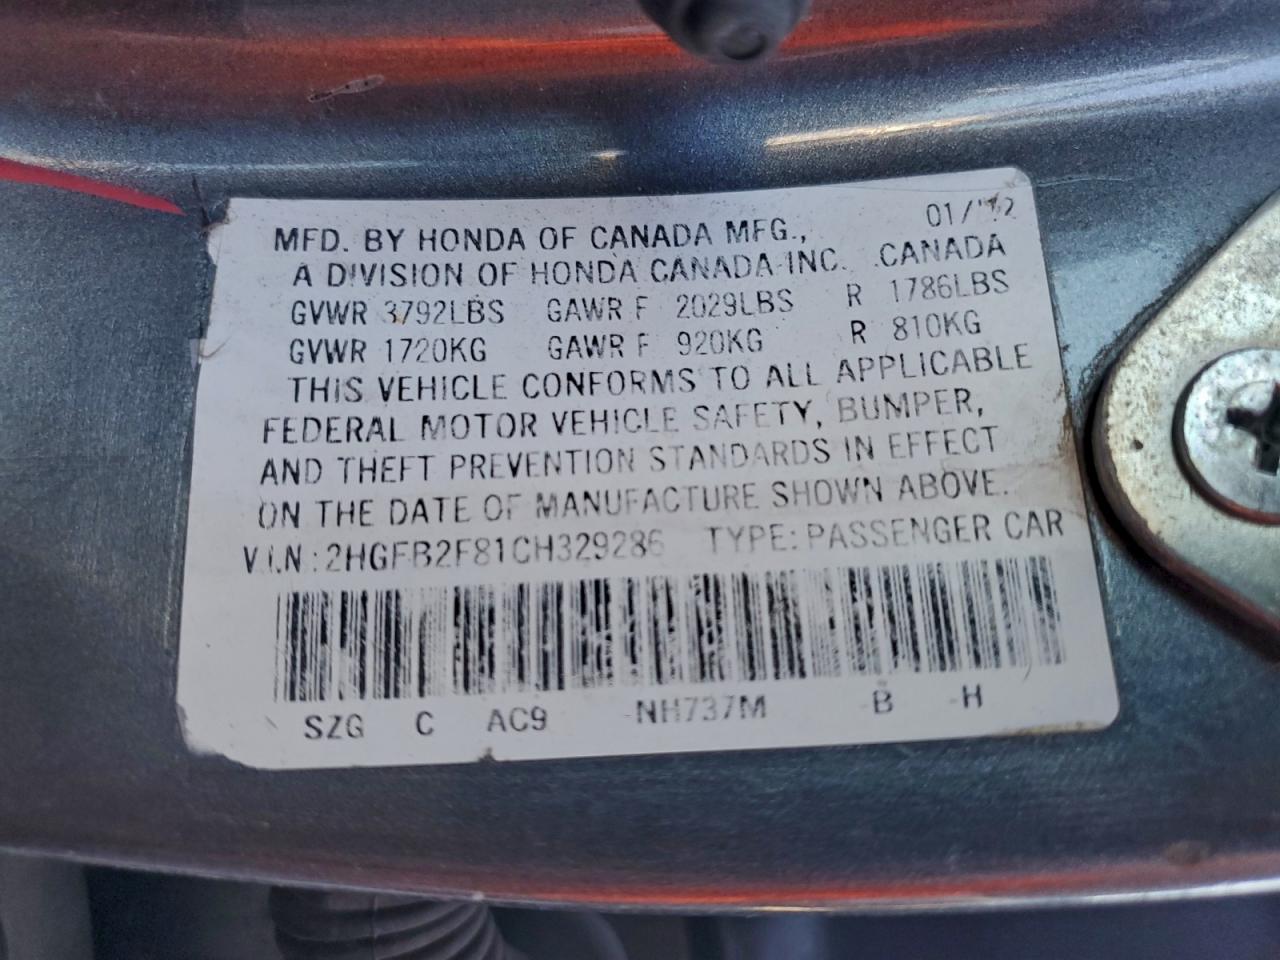 MFD. BY HONDA OF CANADA MFG., 01/'12
A DIVISION OF HONDA CANADA INC. CANADA
GVWR 3792LBS GAWR F 2029LBS R 1786LBS
GVWR 1720KG GAWR F 920KG R 810KG
THIS VEHICLE CONFORMS TO ALL APPLICABLE
FEDERAL MOTOR VEHICLE SAFETY, BUMPER,
AND THEFT PREVENTION STANDARDS IN EFFECT
ON THE DATE OF MANUFACTURE SHOWN ABOVE.
V.I.N:2HGFB2F81CH329286 TYPE:PASSENGER CAR
SZG C AC9 NH737M B H